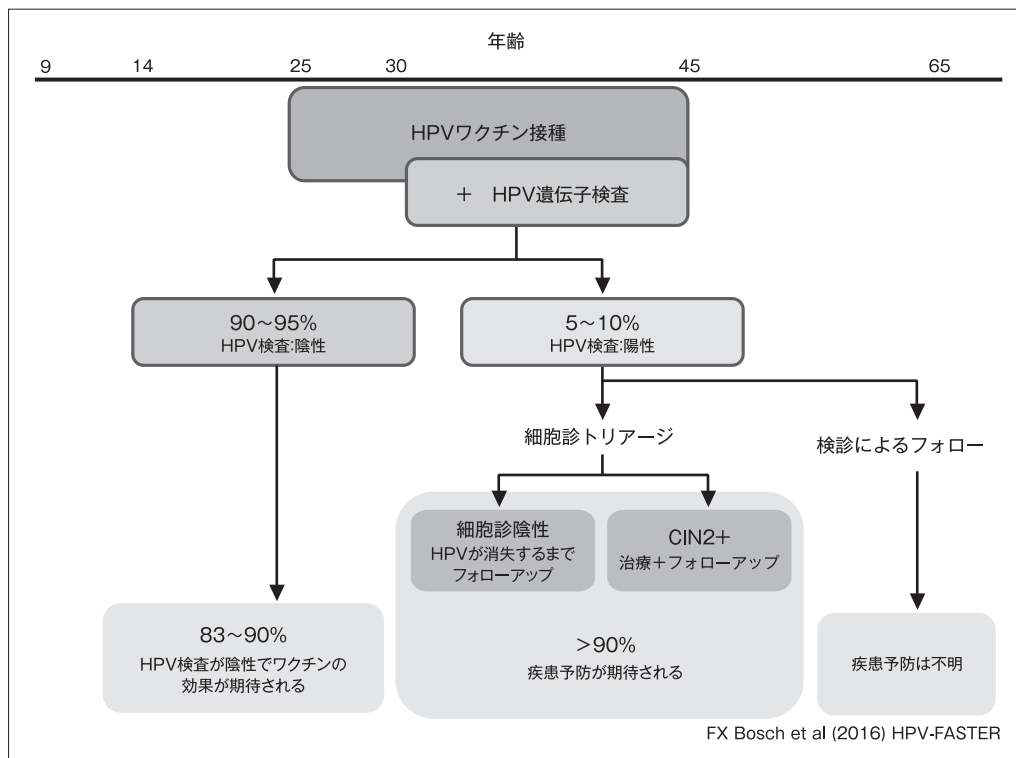 年齢
9 14 25 30 45 65
HPVワクチン接種
＋ HPV遺伝子検査
90～95%
HPV検査:陰性
5～10%
HPV検査:陽性
細胞診トリアージ
検診によるフォロー
細胞診陰性
HPVが消失するまで
フォローアップ
CIN2＋
治療＋フォローアップ
83～90%
HPV検査が陰性でワクチンの
効果が期待される
＞90%
疾患予防が期待される
疾患予防は不明
FX Bosch et al (2016) HPV-FASTER